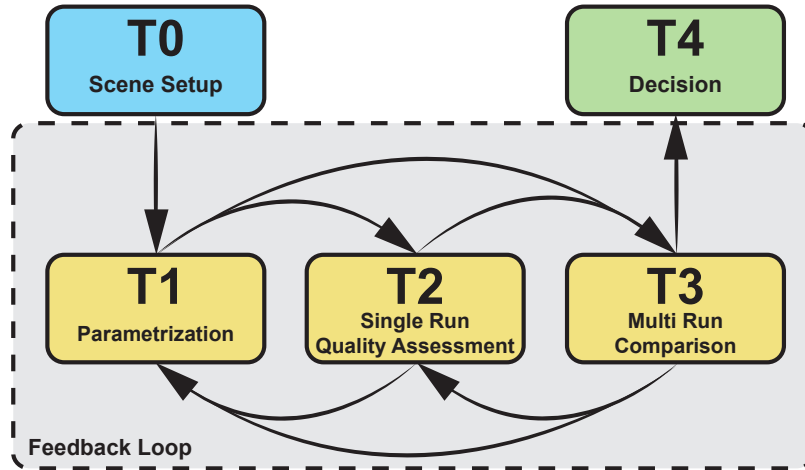 T0
Scene Setup
T4
Decision
T1
Parametrization
T2
Single Run
Quality Assessment
T3
Multi Run
Comparison
Feedback Loop